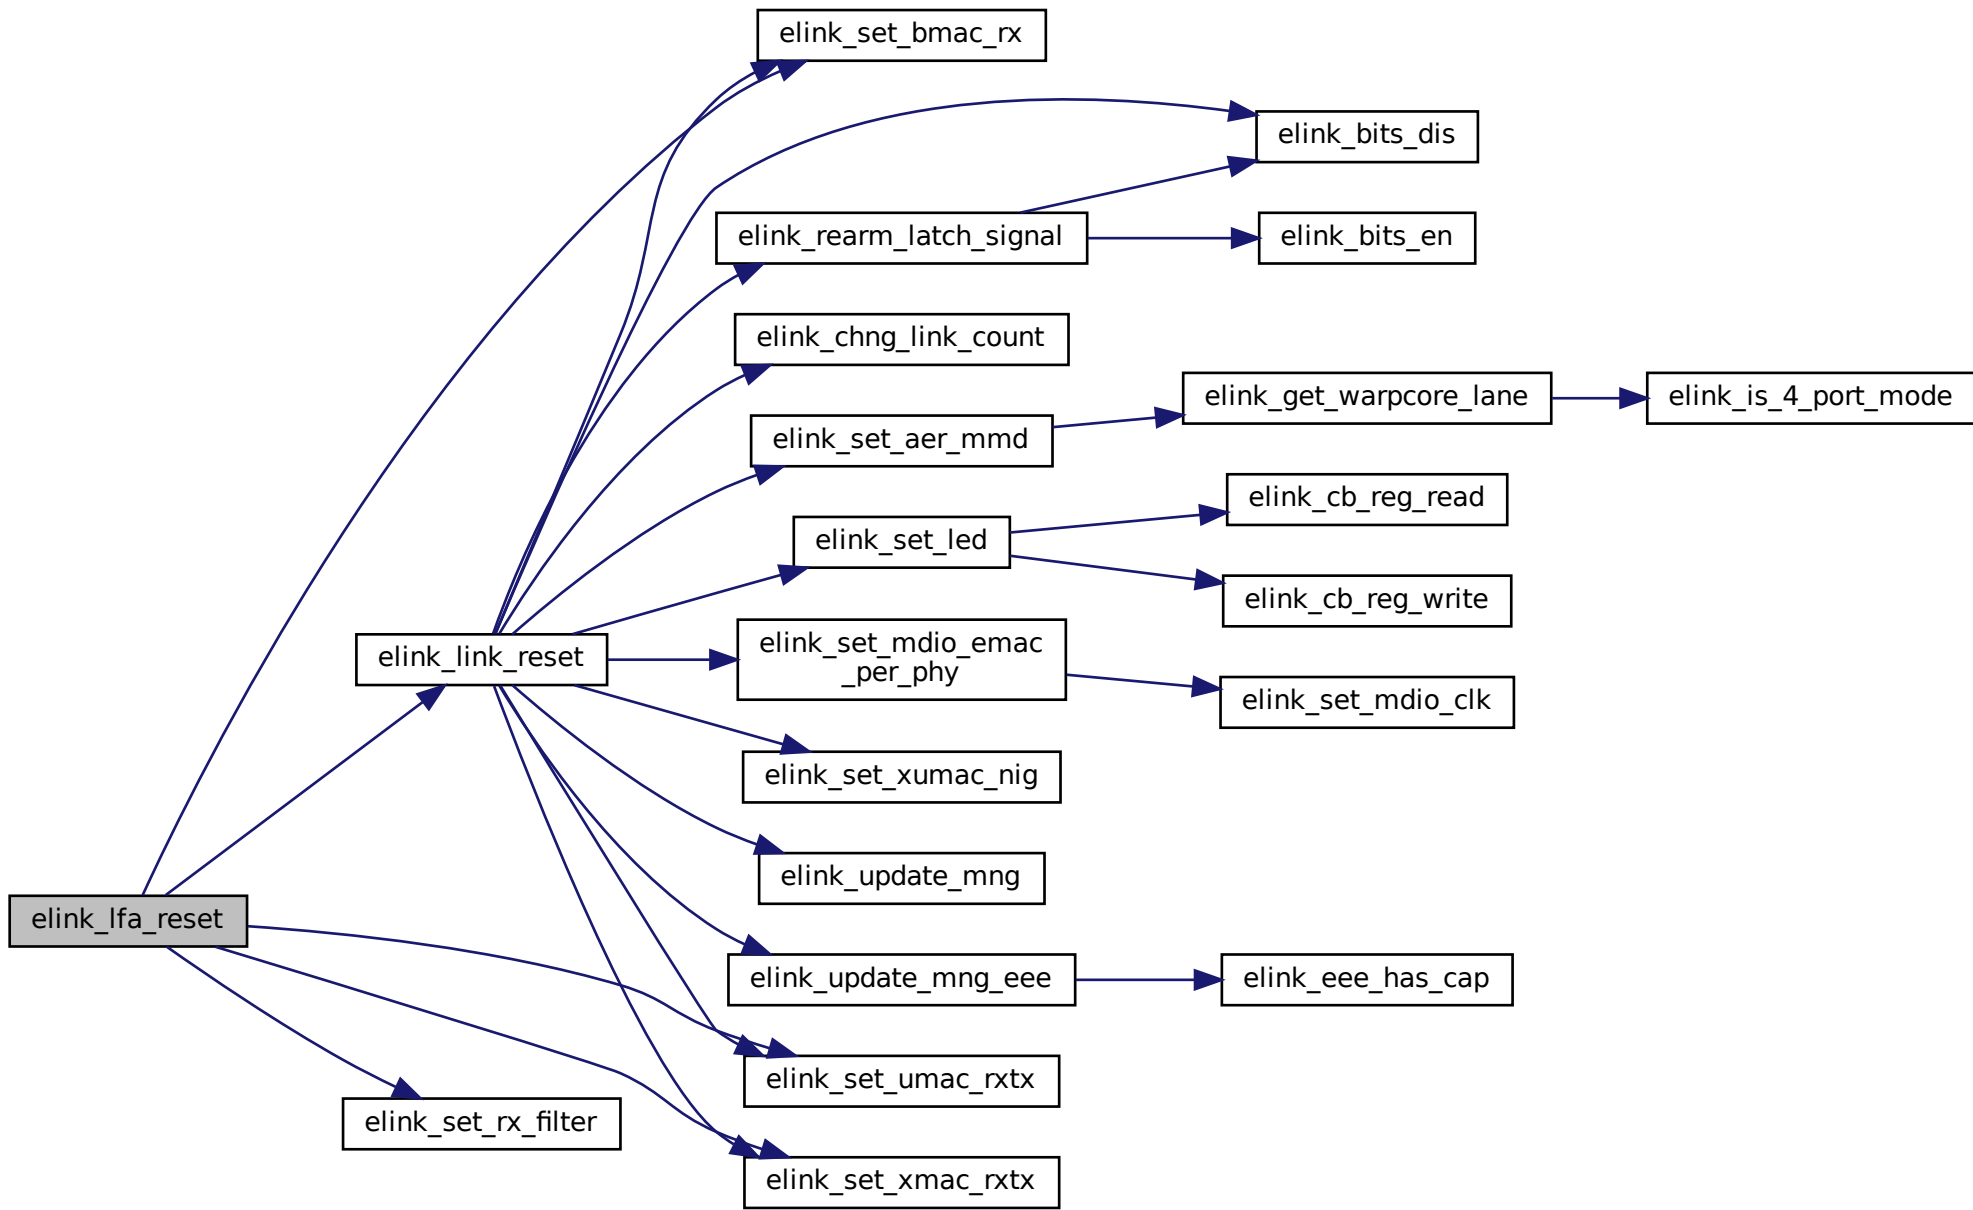 elink_set_bmac_rx
elink_bits_dis
elink_rearm_latch_signal
elink_bits_en
elink_chng_link_count
elink_get_warpcore_lane
elink_is_4_port_mode
elink_set_aer_mmd
elink_cb_reg_read
elink_set_led
elink_cb_reg_write
elink_link_reset
elink_set_mdio_emac
_per_phy
elink_set_mdio_clk
elink_set_xumac_nig
elink_update_mng
elink_lfa_reset
elink_update_mng_eee
elink_eee_has_cap
elink_set_umac_rxtx
elink_set_rx_filter
elink_set_xmac_rxtx